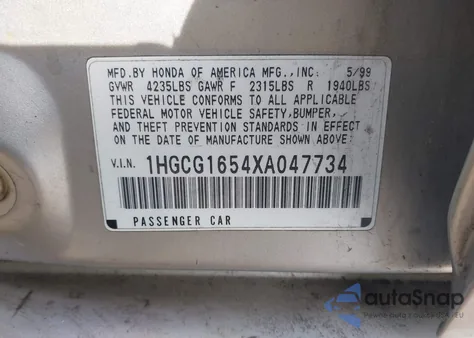 MFD.BY HONDA OF AMERICA MFG.,INC. 5/99
GVWR 4235LBS GAWR F 2315LBS R 1940LBS
THIS VEHICLE CONFORMS TO ALL APPLICABLE
FEDERAL MOTOR VEHICLE SAFETY,BUMPER,
AND THEFT PREVENTION STANDARDS IN EFFECT
ON THE DATE OF MANUFACTURE SHOWN ABOVE.
V.I.N. 1HGCG1654XA047734
PASSENGER CAR
autoSnap